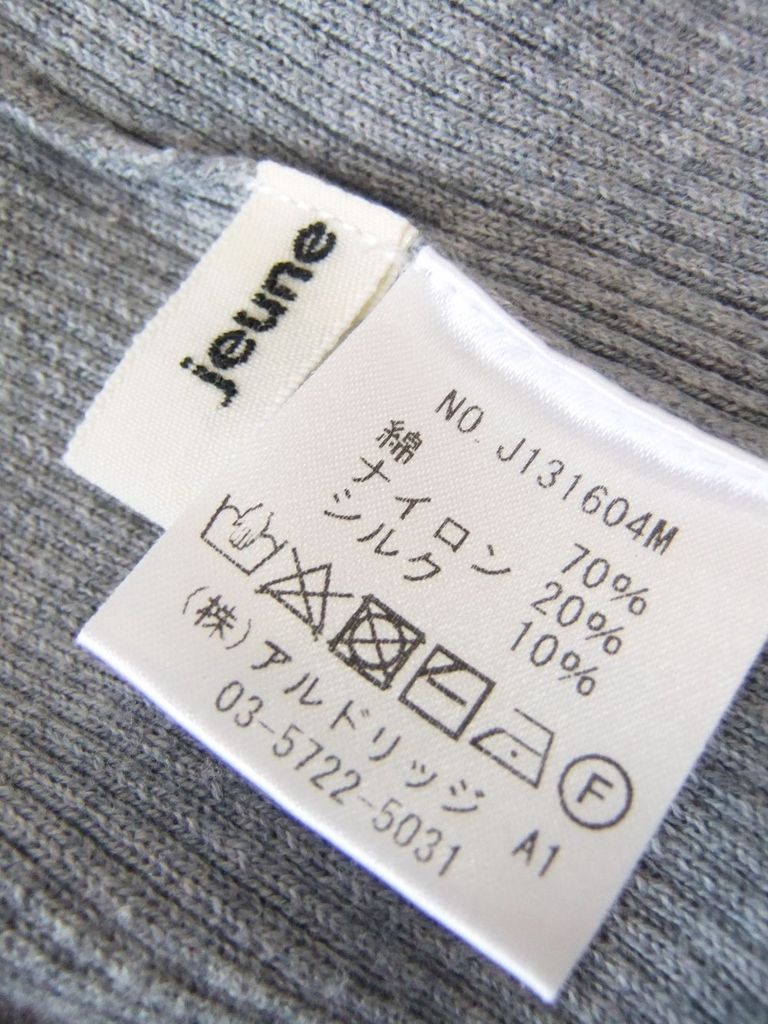 jeune
NO. J131604M
綿 70%
ナイロン 20%
シルク 10%
F
(株)アルドリッジ A1
03-5722-5031